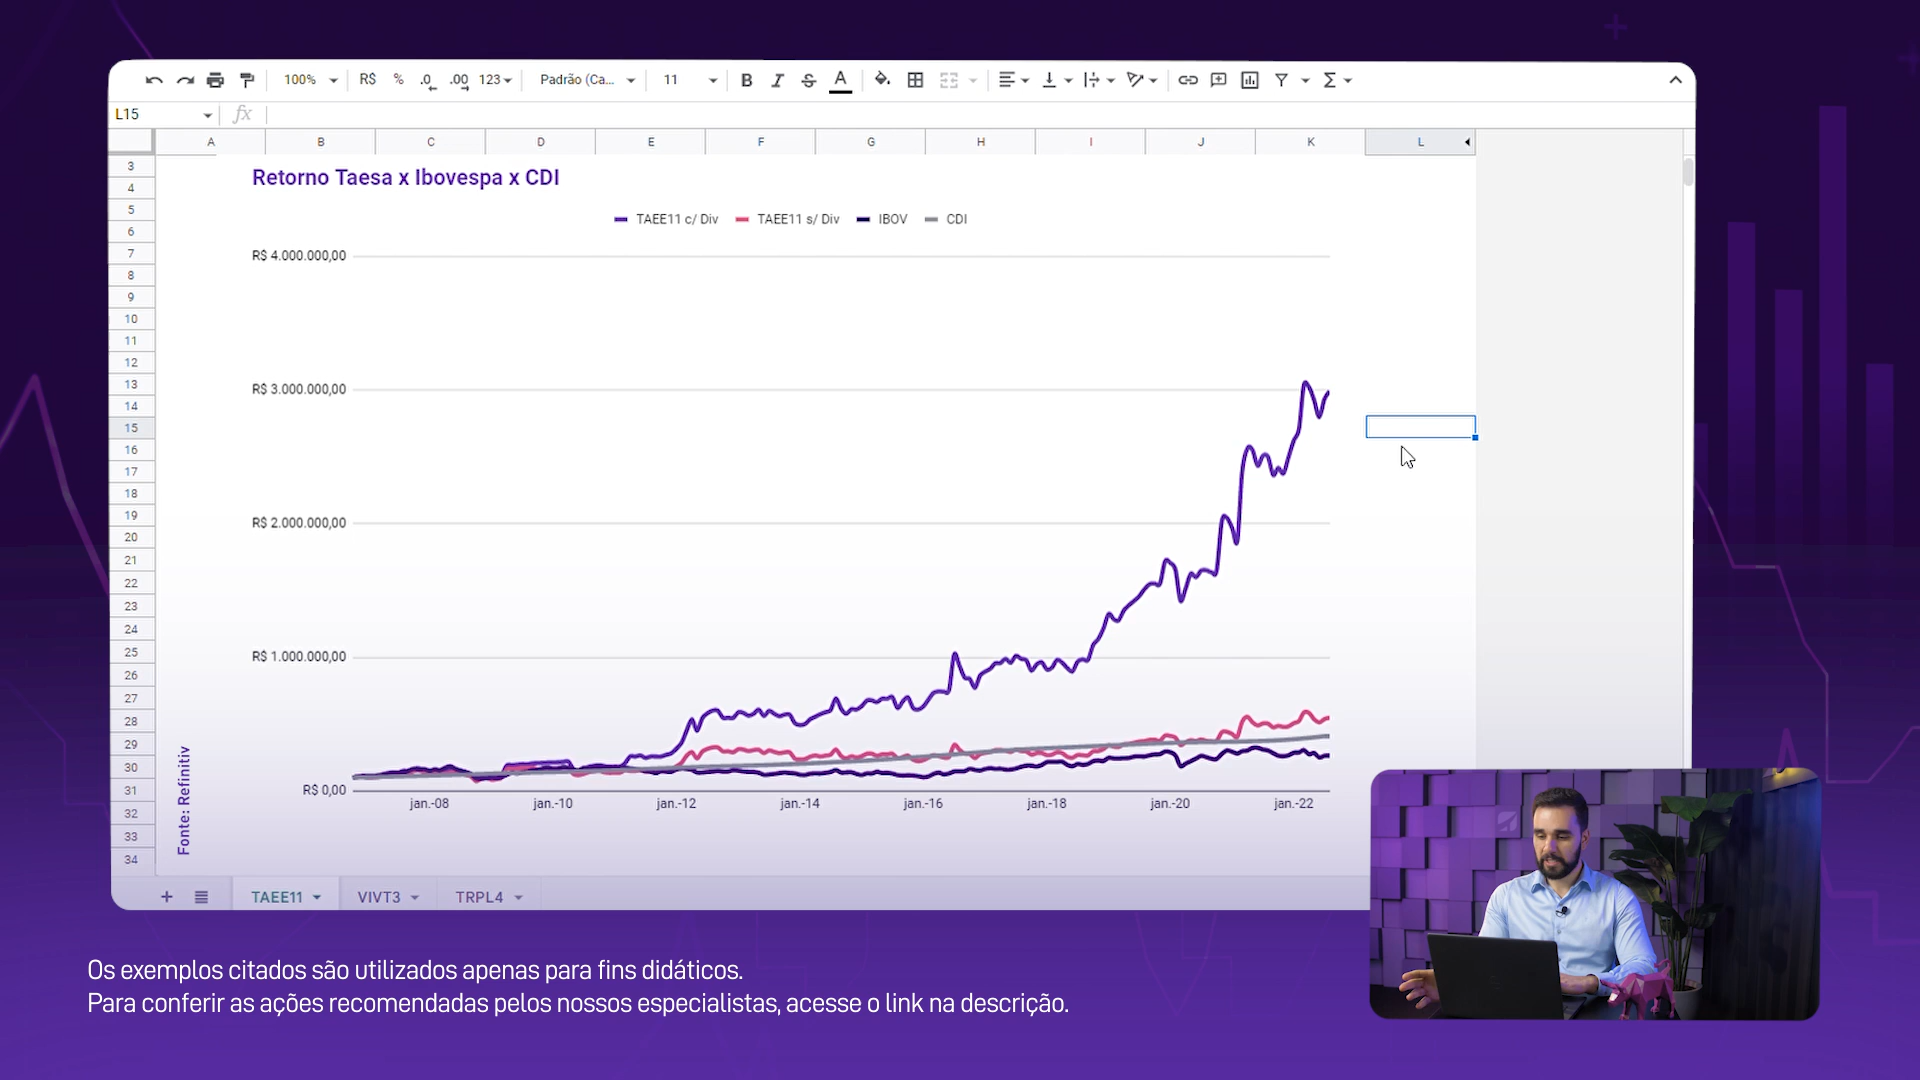 100% R$ % .0 .00 123 Padrão (Ca... 11 B I S A
L15 fx
A B C D E F G H I J K L
3
4
5
6
7
8
9
10
11
12
13
14
15
16
17
18
19
20
21
22
23
24
25
26
27
28
29
30
31
32
33
34
Retorno Taesa x Ibovespa x CDI
TAEE11 c/ Div TAEE11 s/ Div IBOV CDI
R$ 4.000.000,00
R$ 3.000.000,00
R$ 2.000.000,00
R$ 1.000.000,00
R$ 0,00
jan.-08 jan.-10 jan.-12 jan.-14 jan.-16 jan.-18 jan.-20 jan.-22
Fonte: Refinitiv
+ TAEE11 VIVT3 TRPL4
Os exemplos citados são utilizados apenas para fins didáticos.
Para conferir as ações recomendadas pelos nossos especialistas, acesse o link na descrição.